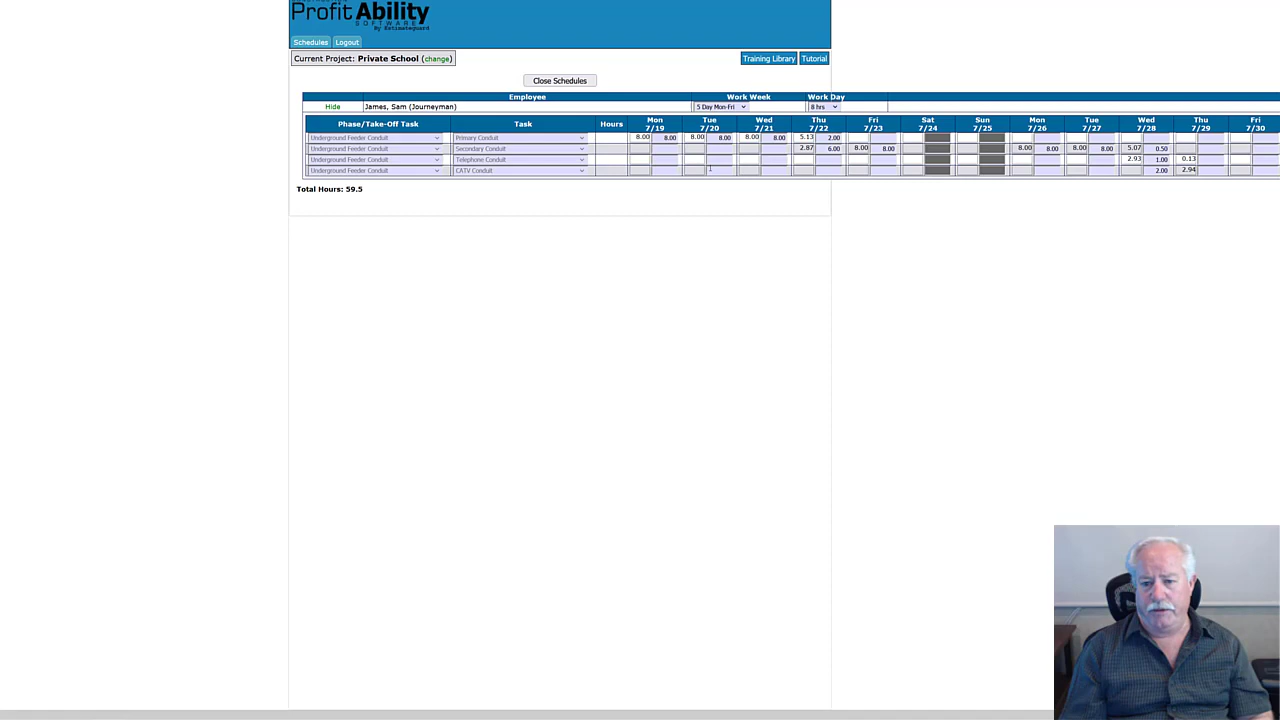 Profit Ability
SOFTWARE
By Estimateguard
Schedules Logout
Current Project: Private School (change) Training Library Tutorial
Close Schedules
Employee Work Week Work Day
Hide James, Sam (Journeyman) 5 Day Mon-Fri 8 hrs
Phase/Take-Off Task Task Hours Mon 7/19 Tue 7/20 Wed 7/21 Thu 7/22 Fri 7/23 Sat 7/24 Sun 7/25 Mon 7/26 Tue 7/27 Wed 7/28 Thu 7/29 Fri 7/30
Underground Feeder Conduit Primary Conduit 8.00 8.00 8.00 8.00 8.00 8.00 5.13 2.00
Underground Feeder Conduit Secondary Conduit 2.87 6.00 8.00 8.00 8.00 8.00 8.00 8.00 5.07 0.50
Underground Feeder Conduit Telephone Conduit 2.93 1.00 0.13
Underground Feeder Conduit CATV Conduit 2.00 2.94
Total Hours: 59.5